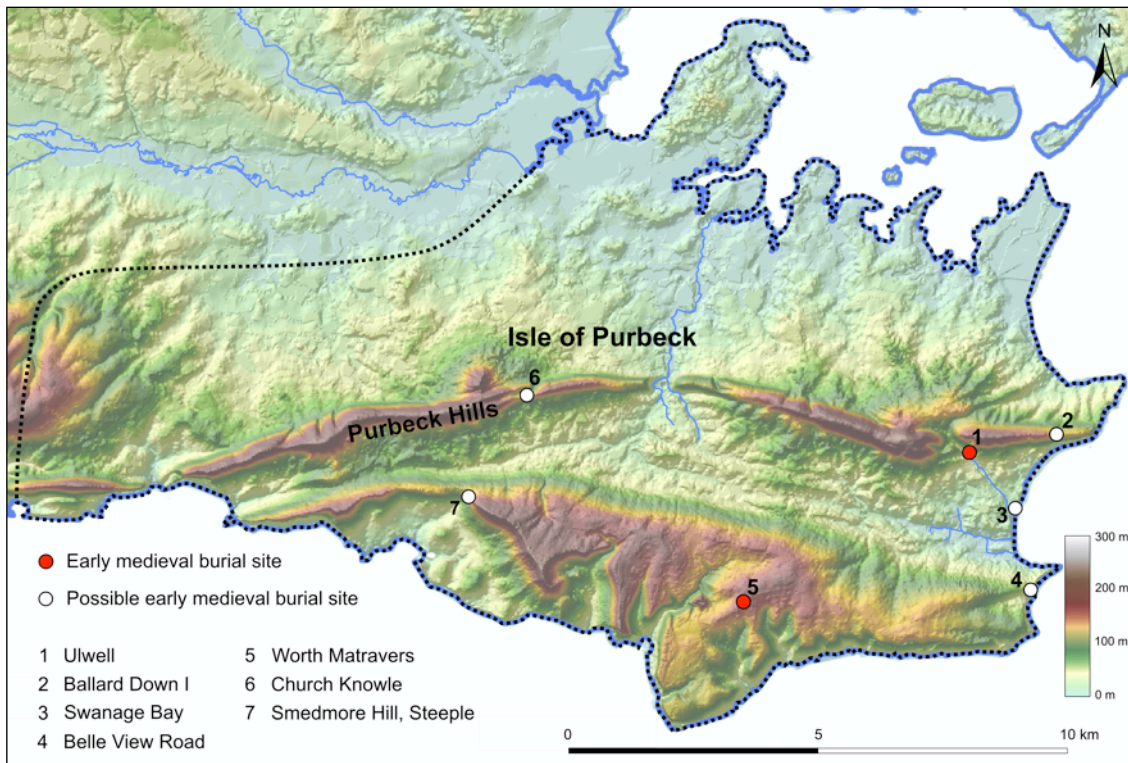 N
Isle of Purbeck
6
Purbeck Hills
2
1
7
3
300 m
Early medieval burial site
5
4
200 m
Possible early medieval burial site
100 m
1 Ulwell
5 Worth Matravers
2 Ballard Down I
6 Church Knowle
0 m
3 Swanage Bay
7 Smedmore Hill, Steeple
4 Belle View Road
0 5 10 km